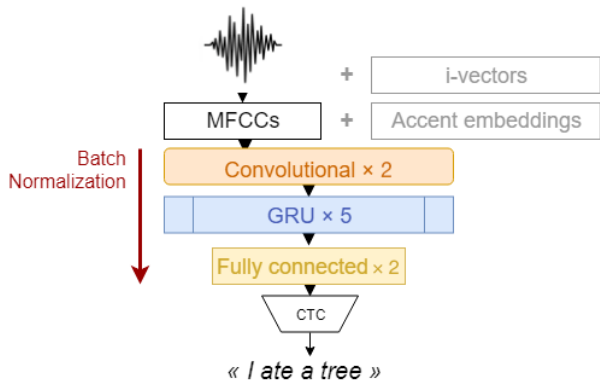 + i-vectors
MFCCs + Accent embeddings
Batch
Normalization
Convolutional × 2
GRU × 5
Fully connected × 2
CTC
« I ate a tree »